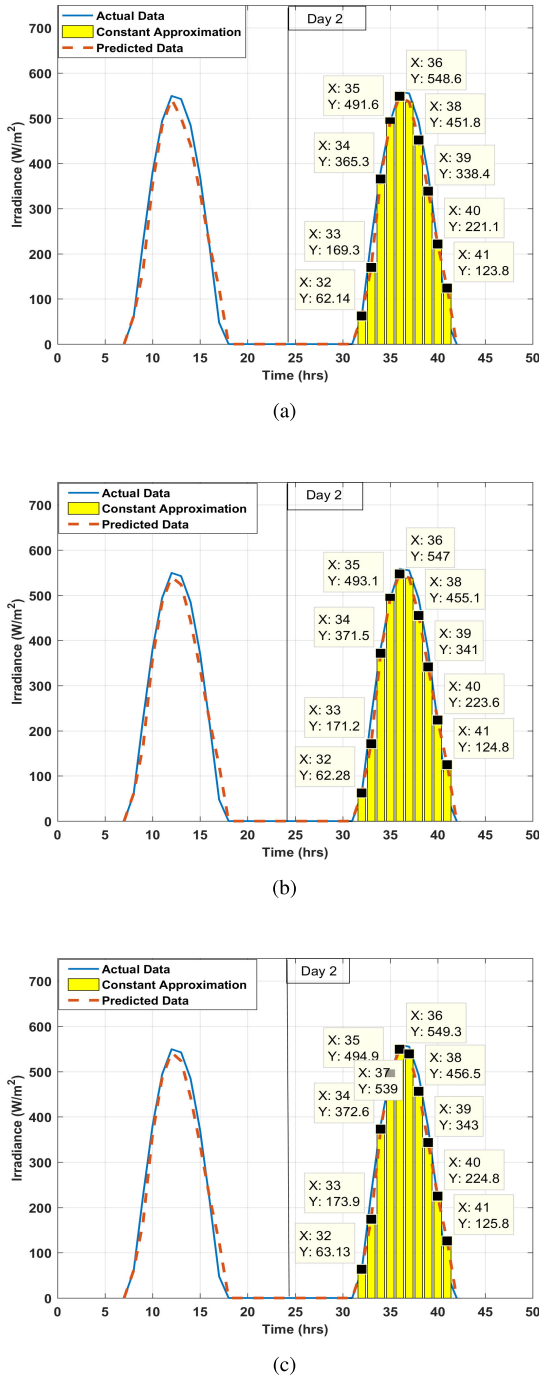 Actual Data
Constant Approximation
Predicted Data
Day 2
Irradiance (W/m²)
700
600
500
400
300
200
100
0
X: 36
Y: 548.6
X: 35
Y: 491.6
X: 38
Y: 451.8
X: 34
Y: 365.3
X: 39
Y: 338.4
X: 33
Y: 169.3
X: 40
Y: 221.1
X: 32
Y: 62.14
X: 41
Y: 123.8
0 5 10 15 20 25 30 35 40 45 50
Time (hrs)
(a)
Actual Data
Constant Approximation
Predicted Data
Day 2
Irradiance (W/m²)
700
600
500
400
300
200
100
0
X: 36
Y: 547
X: 35
Y: 493.1
X: 38
Y: 455.1
X: 34
Y: 371.5
X: 39
Y: 341
X: 33
Y: 171.2
X: 40
Y: 223.6
X: 32
Y: 62.28
X: 41
Y: 124.8
0 5 10 15 20 25 30 35 40 45 50
Time (hrs)
(b)
Actual Data
Constant Approximation
Predicted Data
Day 2
Irradiance (W/m²)
700
600
500
400
300
200
100
0
X: 36
Y: 549.3
X: 35
Y: 494.9
X: 37
Y: 539
X: 38
Y: 456.5
X: 34
Y: 372.6
X: 39
Y: 343
X: 33
Y: 173.9
X: 40
Y: 224.8
X: 32
Y: 63.13
X: 41
Y: 125.8
0 5 10 15 20 25 30 35 40 45 50
Time (hrs)
(c)